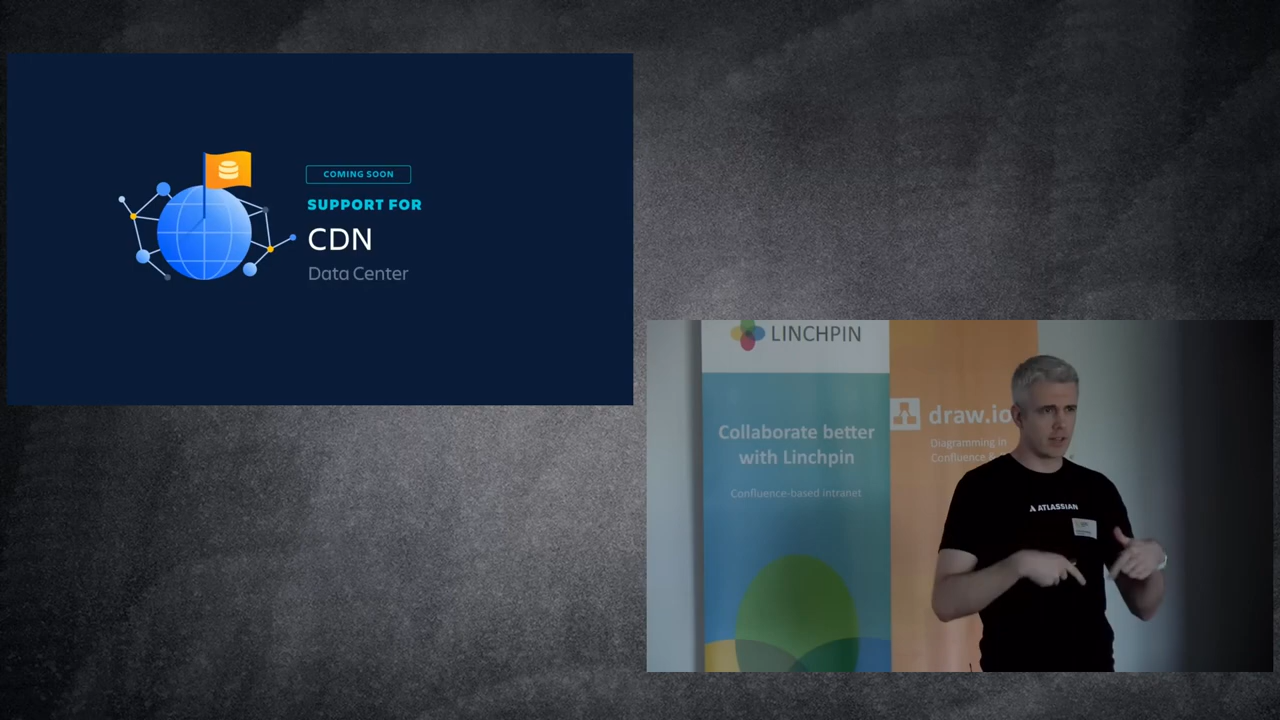 COMING SOON
SUPPORT FOR
CDN
Data Center
LINCHPIN
Collaborate better
with Linchpin
Confluence-based intranet
draw.io
Diagramming in
Confluence &
ATLASSIAN